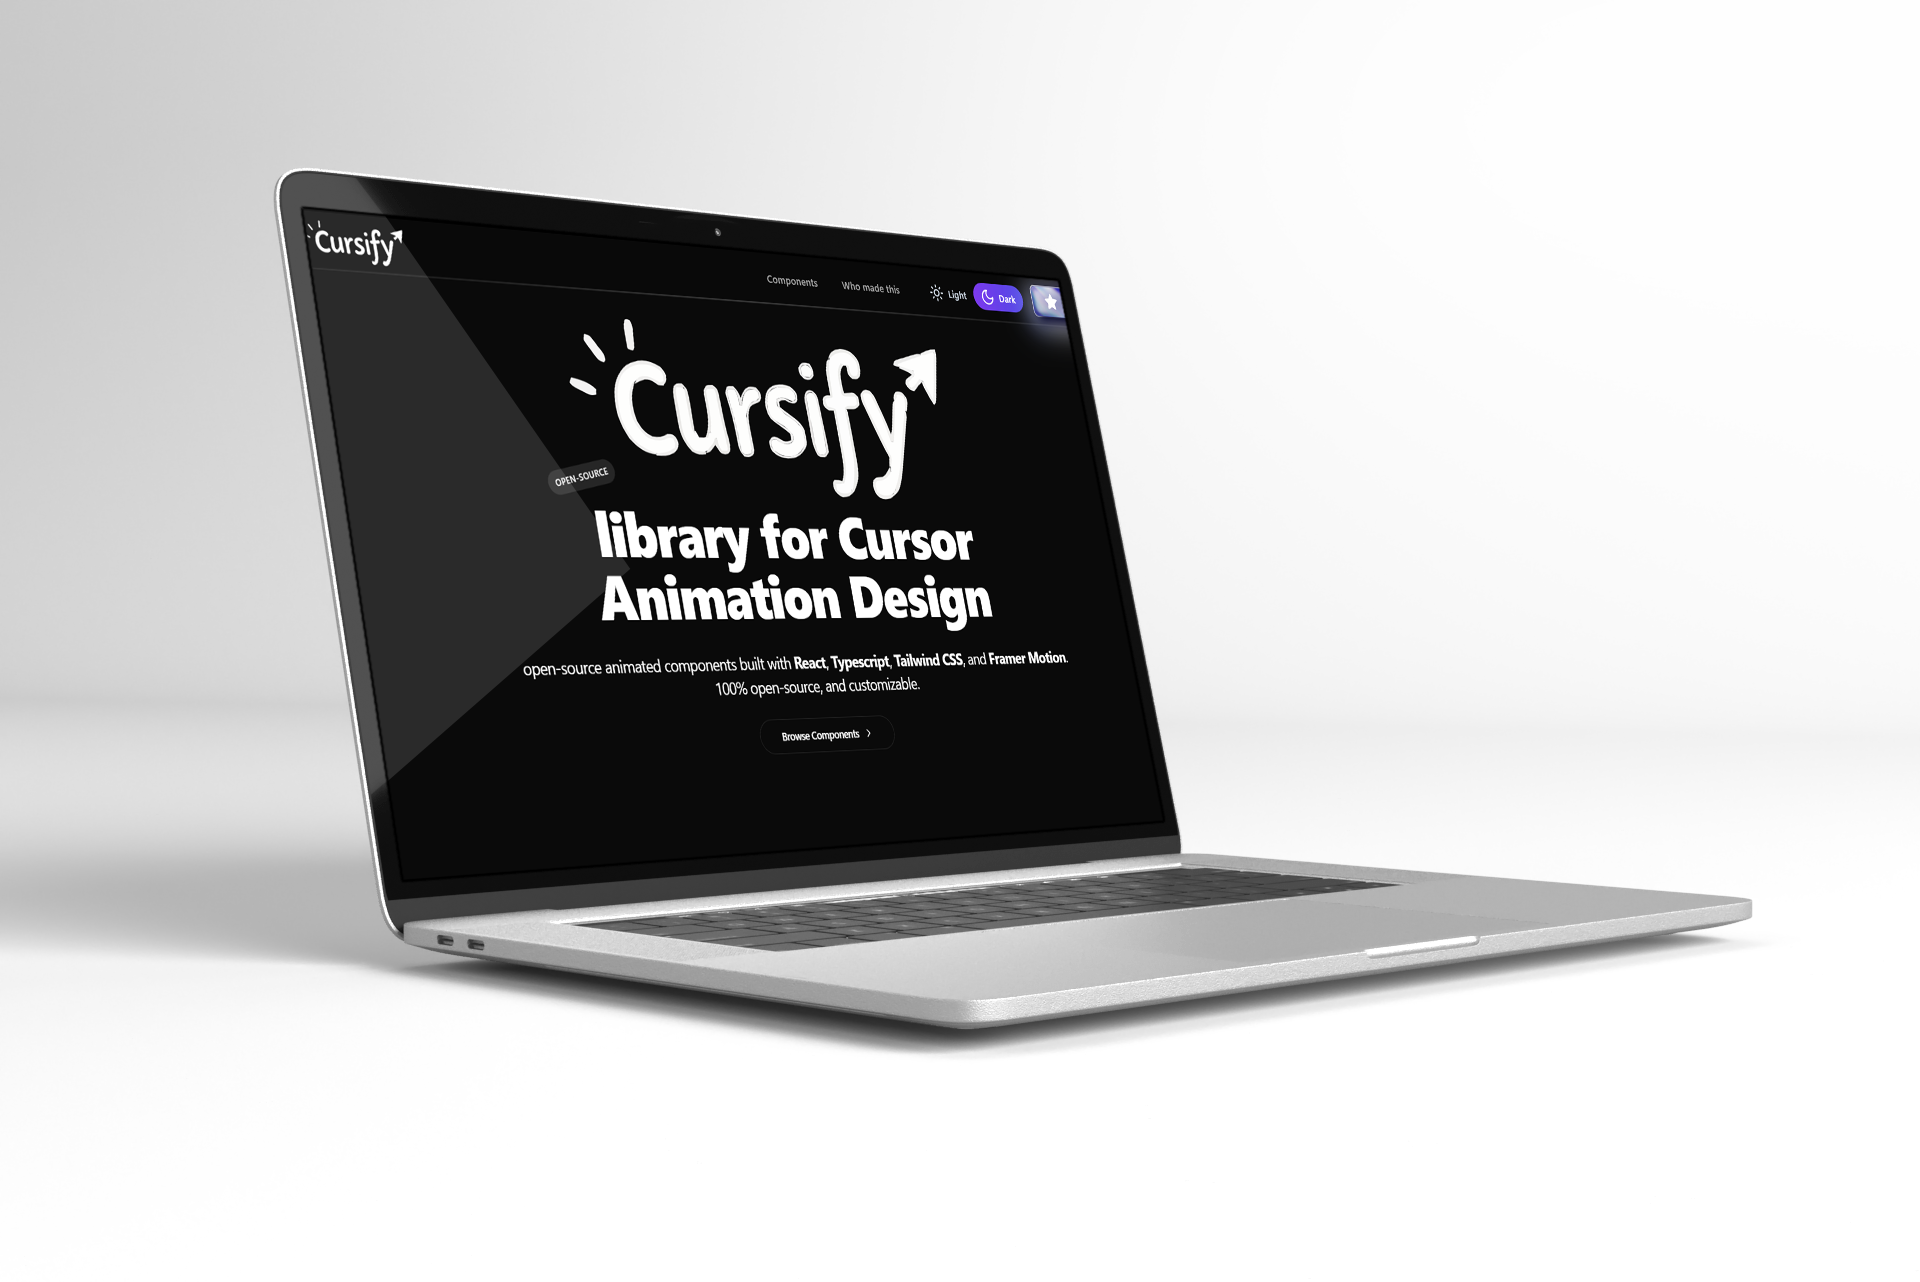 Cursify
Components
Who made this
Light
Dark
Cursify
OPEN-SOURCE
library for Cursor
Animation Design
open-source animated components built with React, Typescript, Tailwind CSS, and Framer Motion.
100% open-source, and customizable.
Browse Components >